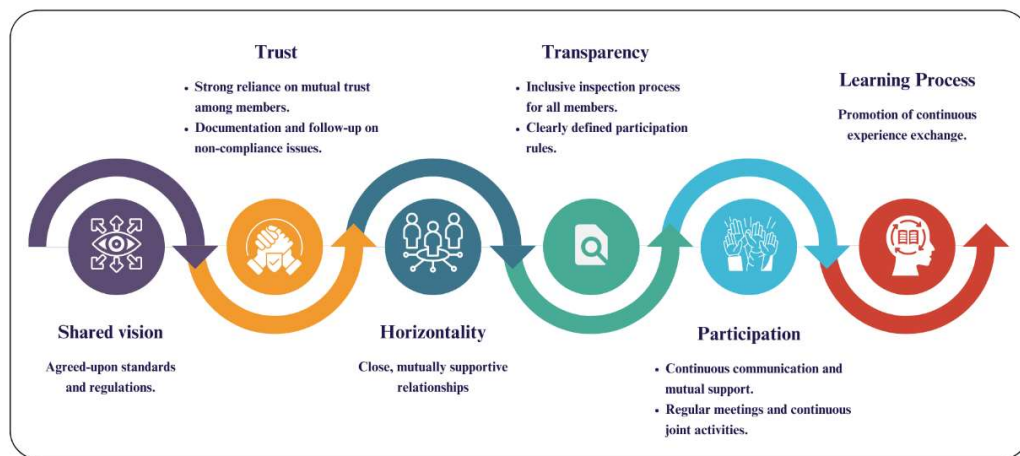 Trust
• Strong reliance on mutual trust
among members.
• Documentation and follow-up on
non-compliance issues.
Transparency
• Inclusive inspection process
for all members.
• Clearly defined participation
rules.
Learning Process
Promotion of continuous
experience exchange.
Shared vision
Agreed-upon standards
and regulations.
Horizontality
Close, mutually supportive
relationships
Participation
• Continuous communication and
mutual support.
• Regular meetings and continuous
joint activities.